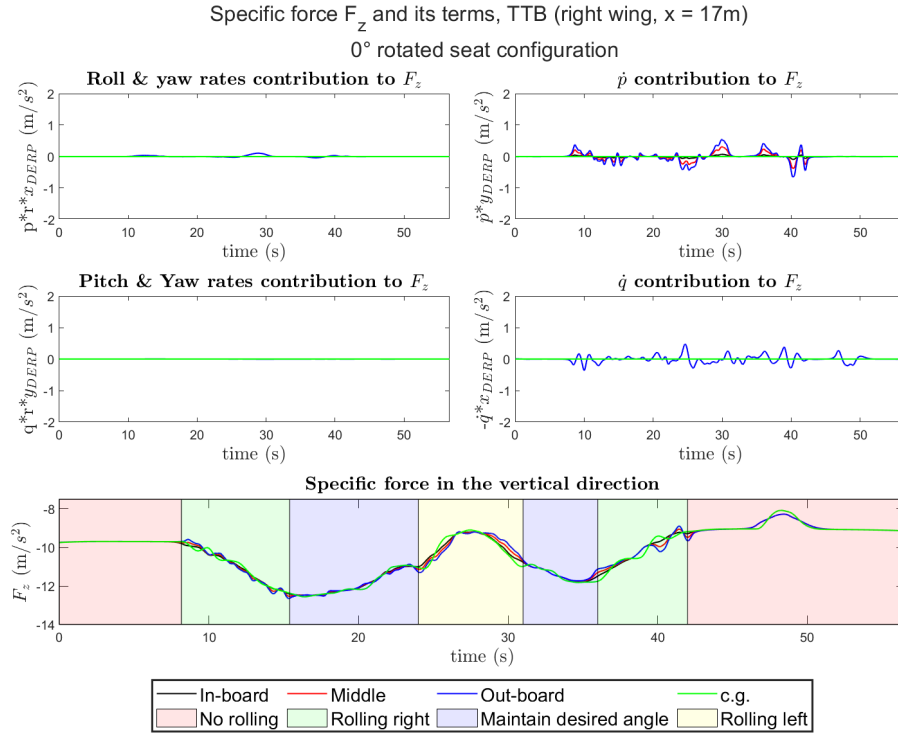 Specific force F_z and its terms, TTB (right wing, x = 17m)
0° rotated seat configuration
Roll & yaw rates contribution to F_z
p*r*x_DERP (m/s²)
2
1
0
-1
-2
0 10 20 30 40 50
time (s)
ṗ contribution to F_z
ṗ*y_DERP (m/s²)
2
1
0
-1
-2
0 10 20 30 40 50
time (s)
Pitch & Yaw rates contribution to F_z
q*r*y_DERP (m/s²)
2
1
0
-1
-2
0 10 20 30 40 50
time (s)
q̇ contribution to F_z
-q̇*x_DERP (m/s²)
2
1
0
-1
-2
0 10 20 30 40 50
time (s)
Specific force in the vertical direction
F_z (m/s²)
-8
-10
-12
-14
0 10 20 30 40 50
time (s)
In-board Middle Out-board c.g.
No rolling Rolling right Maintain desired angle Rolling left